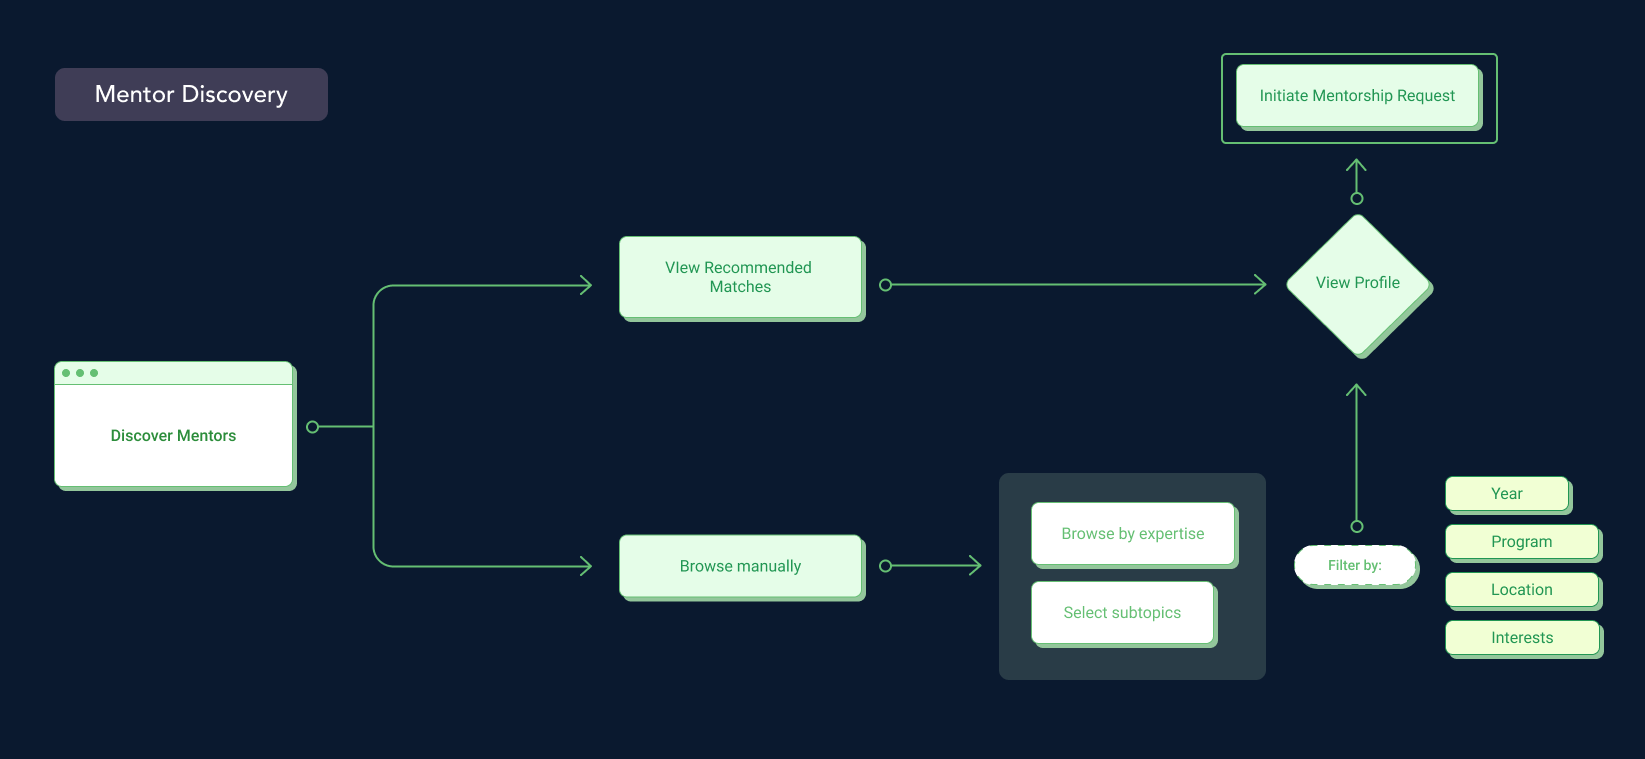 Mentor Discovery
Initiate Mentorship Request
VIew Recommended
Matches
View Profile
Discover Mentors
Browse manually
Browse by expertise
Select subtopics
Filter by:
Year
Program
Location
Interests